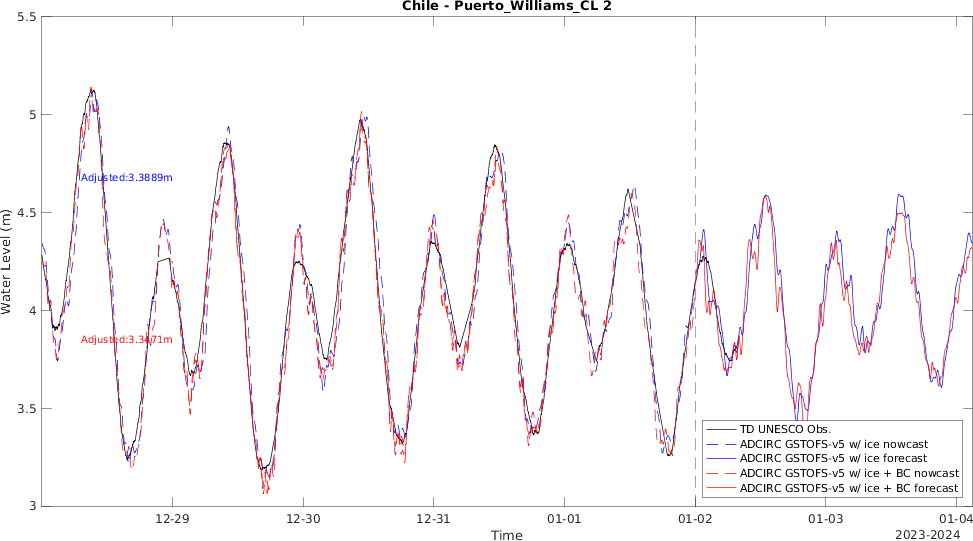 Chile - Puerto_Williams_CL 2
5.5
5
4.5
4
3.5
3
Water Level (m)
Adjusted:3.3889m
Adjusted:3.3471m
TD UNESCO Obs.
ADCIRC GSTOFS-v5 w/ ice nowcast
ADCIRC GSTOFS-v5 w/ ice forecast
ADCIRC GSTOFS-v5 w/ ice + BC nowcast
ADCIRC GSTOFS-v5 w/ ice + BC forecast
12-29
12-30
12-31
01-01
01-02
01-03
01-04
Time
2023-2024